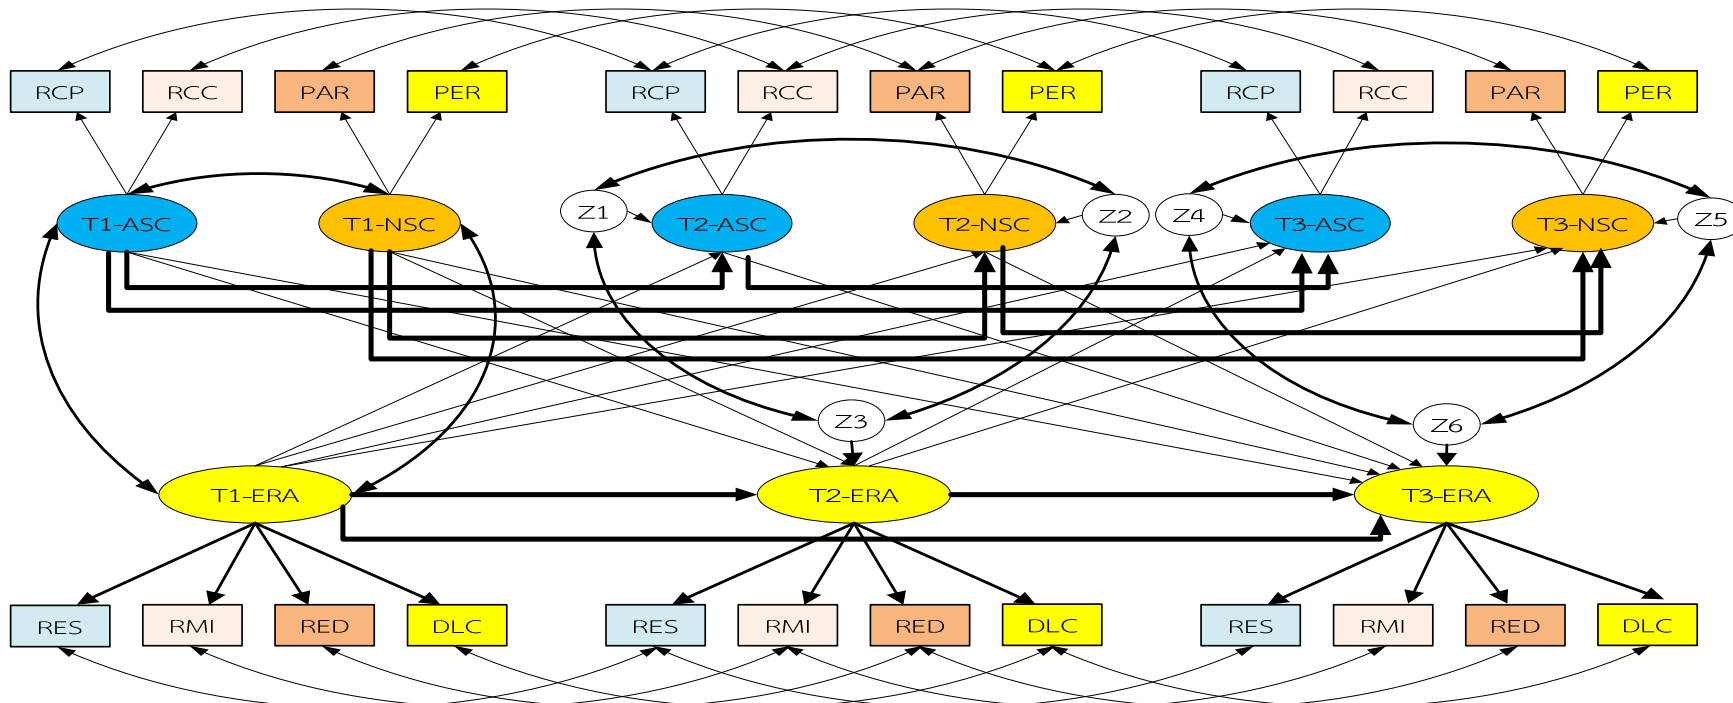 RCP RCC PAR PER RCP RCC PAR PER RCP RCC PAR PER
T1-ASC T1-NSC Z1 T2-ASC T2-NSC Z2 Z4 T3-ASC T3-NSC Z5
Z3 Z6
T1-ERA T2-ERA T3-ERA
RES RMI RED DLC RES RMI RED DLC RES RMI RED DLC